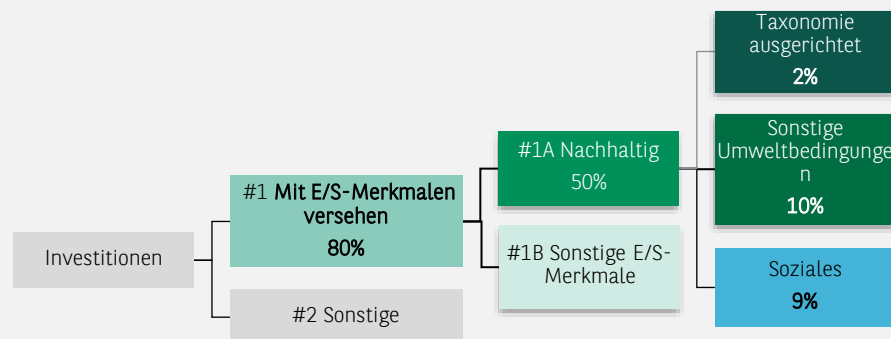 Taxonomie
ausgerichtet
2%
#1A Nachhaltig
50%
Sonstige
Umweltbedingunge
n
10%
#1 Mit E/S-Merkmalen
versehen
80%
#1B Sonstige E/S-
Merkmale
Investitionen
Soziales
9%
#2 Sonstige